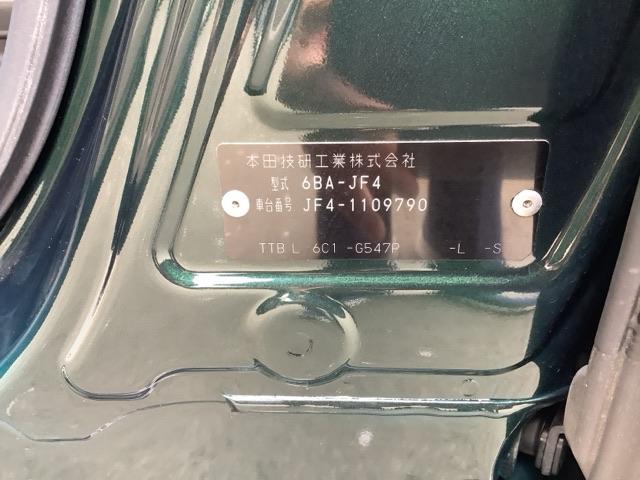 本田技研工業株式会社
型式 6BA-JF4
車台番号 JF4-1109790
TTB L 6C1 -G547P -L -S